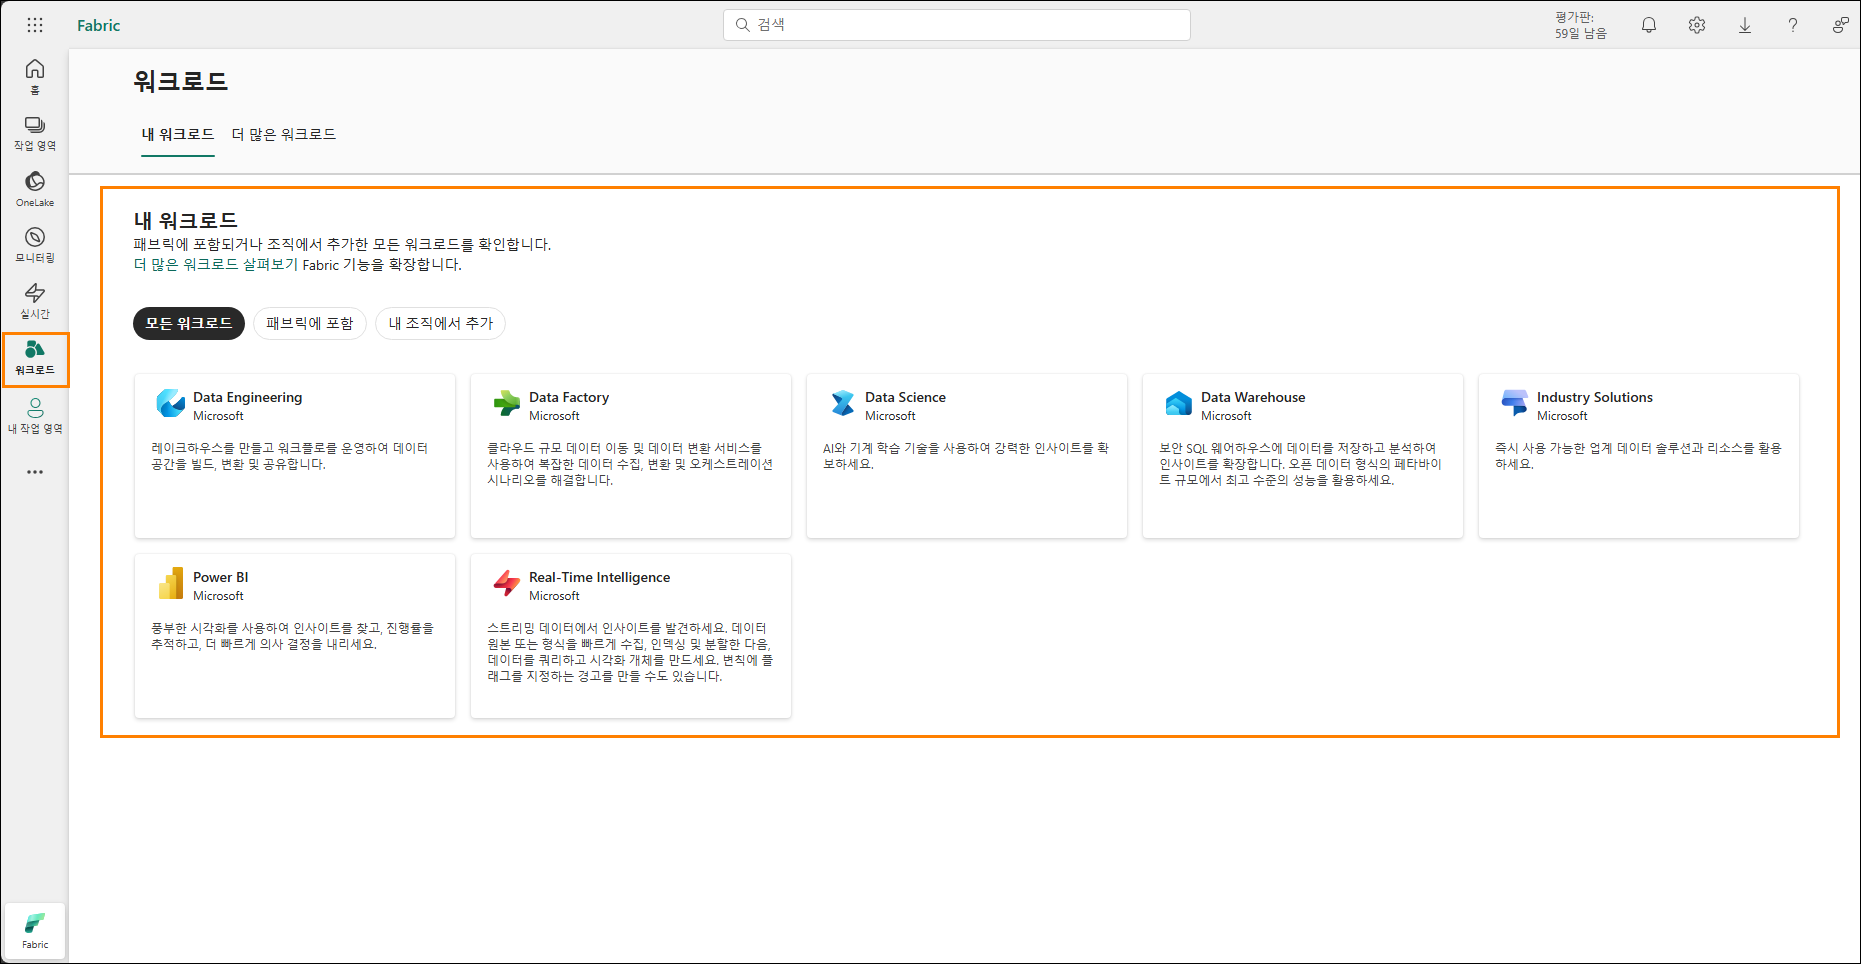 Fabric
검색
평가판:
59일 남음
홈
작업 영역
OneLake
모니터링
실시간
워크로드
내 작업 영역
Fabric
워크로드
내 워크로드
더 많은 워크로드
내 워크로드
패브릭에 포함되거나 조직에서 추가한 모든 워크로드를 확인합니다.
더 많은 워크로드 살펴보기 Fabric 기능을 확장합니다.
모든 워크로드
패브릭에 포함
내 조직에서 추가
Data Engineering
Microsoft
레이크하우스를 만들고 워크플로를 운영하여 데이터
공간을 빌드, 변환 및 공유합니다.
Data Factory
Microsoft
클라우드 규모 데이터 이동 및 데이터 변환 서비스를
사용하여 복잡한 데이터 수집, 변환 및 오케스트레이션
시나리오를 해결합니다.
Data Science
Microsoft
AI와 기계 학습 기술을 사용하여 강력한 인사이트를 확
보하세요.
Data Warehouse
Microsoft
보안 SQL 웨어하우스에 데이터를 저장하고 분석하여
인사이트를 확장합니다. 오픈 데이터 형식의 페타바이
트 규모에서 최고 수준의 성능을 활용하세요.
Industry Solutions
Microsoft
즉시 사용 가능한 업계 데이터 솔루션과 리소스를 활용
하세요.
Power BI
Microsoft
풍부한 시각화를 사용하여 인사이트를 찾고, 진행률을
추적하고, 더 빠르게 의사 결정을 내리세요.
Real-Time Intelligence
Microsoft
스트리밍 데이터에서 인사이트를 발견하세요. 데이터
원본 또는 형식을 빠르게 수집, 인덱싱 및 분할한 다음,
데이터를 쿼리하고 시각화 개체를 만드세요. 변칙에 플
래그를 지정하는 경고를 만들 수도 있습니다.